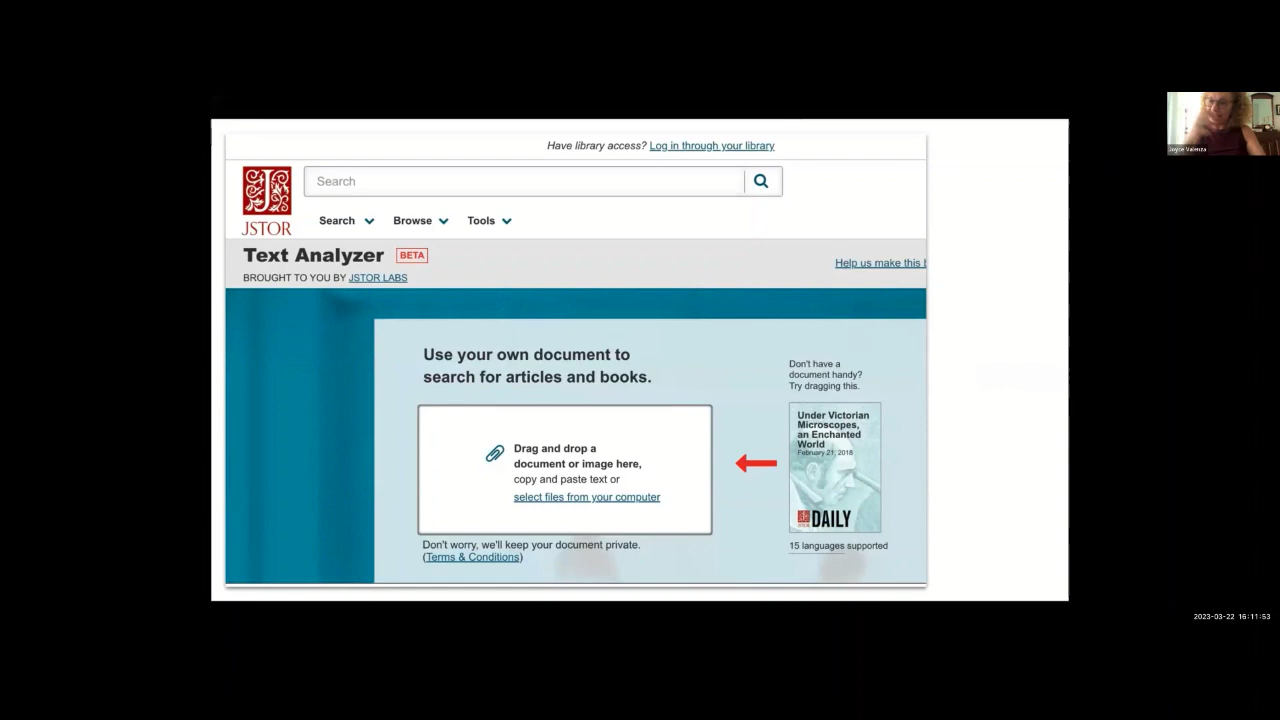 Have library access? Log in through your library
Search
JSTOR
Search Browse Tools
Text Analyzer BETA
BROUGHT TO YOU BY JSTOR LABS
Help us make this
Use your own document to
search for articles and books.
Drag and drop a
document or image here,
copy and paste text or
select files from your computer
Don't worry, we'll keep your document private.
(Terms & Conditions)
Don't have a
document handy?
Try dragging this.
Under Victorian
Microscopes,
an Enchanted
World
February 21, 2018
DAILY
15 languages supported
Joyce Valenza
2023-03-22 16:11:53